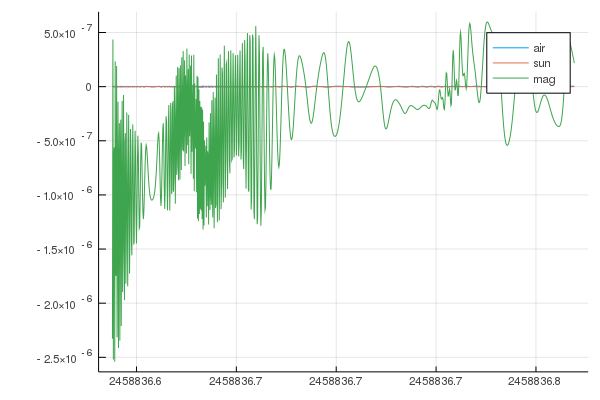 5.0×10 - 7
air
sun
mag
0
- 5.0×10 - 7
- 1.0×10 - 6
- 1.5×10 - 6
- 2.0×10 - 6
- 2.5×10 - 6
2458836.6 2458836.7 2458836.7 2458836.7 2458836.8